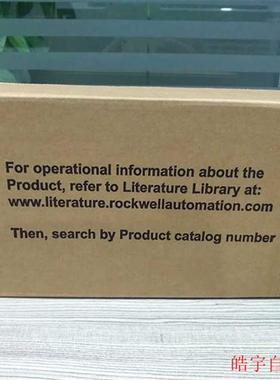 For operational information about the
Product, refer to Literature Library at:
www.literature.rockwellautomation.com
Then, search by Product catalog number
皓宇自